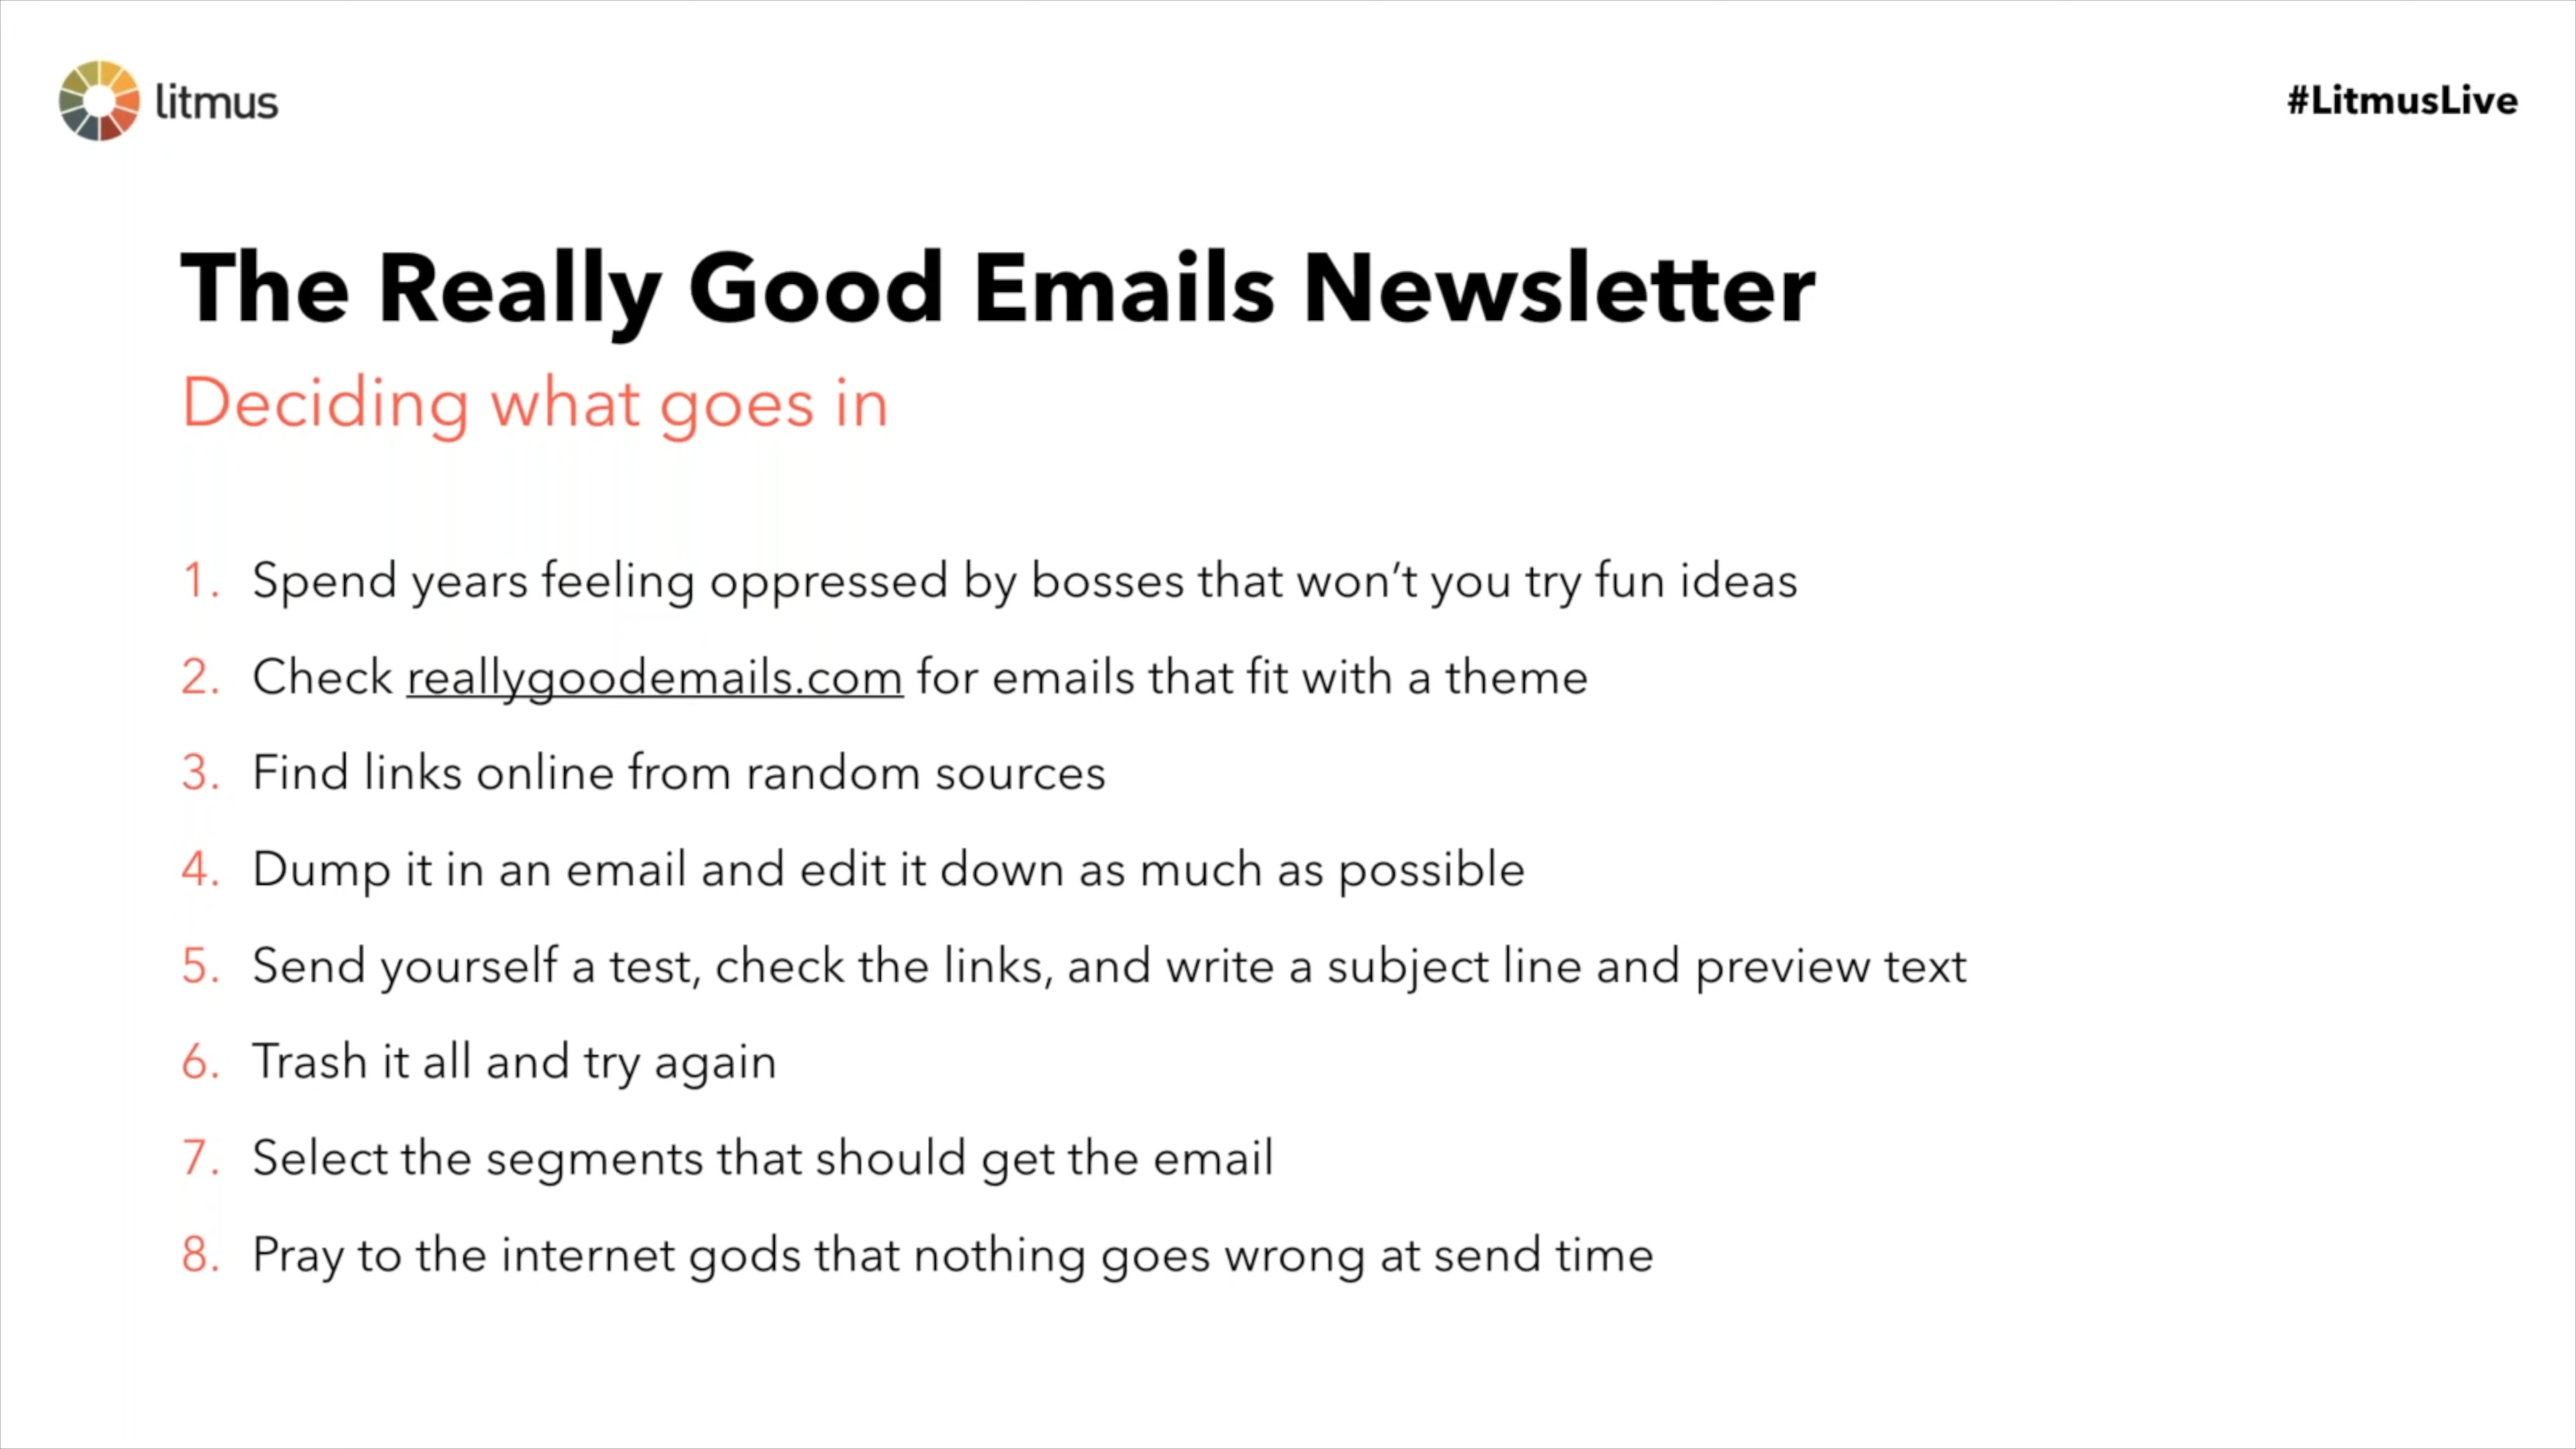 litmus
#LitmusLive
The Really Good Emails Newsletter
Deciding what goes in
1. Spend years feeling oppressed by bosses that won’t you try fun ideas
2. Check reallygoodemails.com for emails that fit with a theme
3. Find links online from random sources
4. Dump it in an email and edit it down as much as possible
5. Send yourself a test, check the links, and write a subject line and preview text
6. Trash it all and try again
7. Select the segments that should get the email
8. Pray to the internet gods that nothing goes wrong at send time